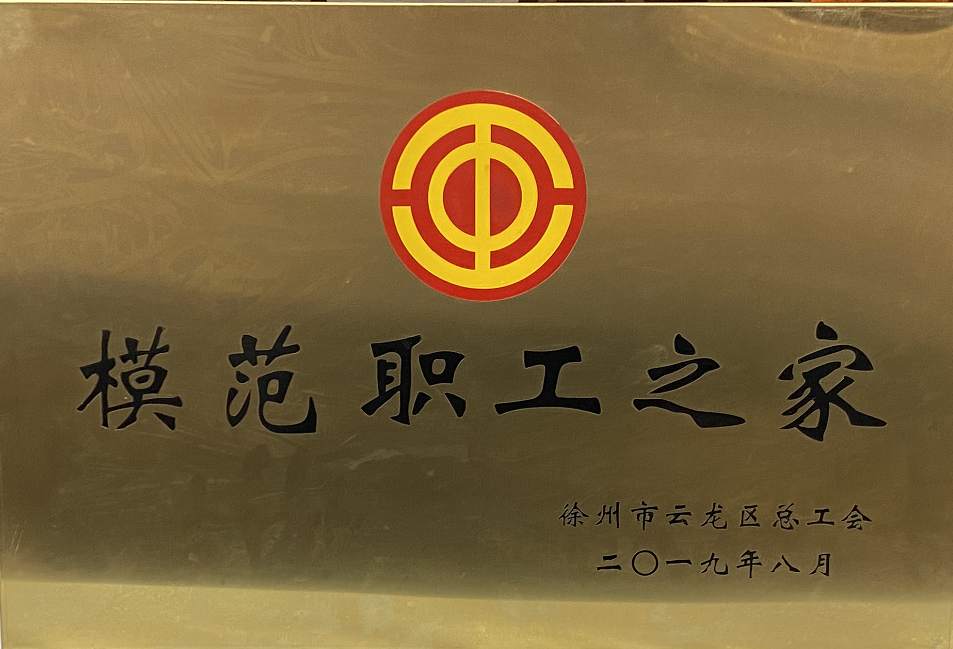 模范职工之家
徐州市云龙区总工会
二〇一九年八月